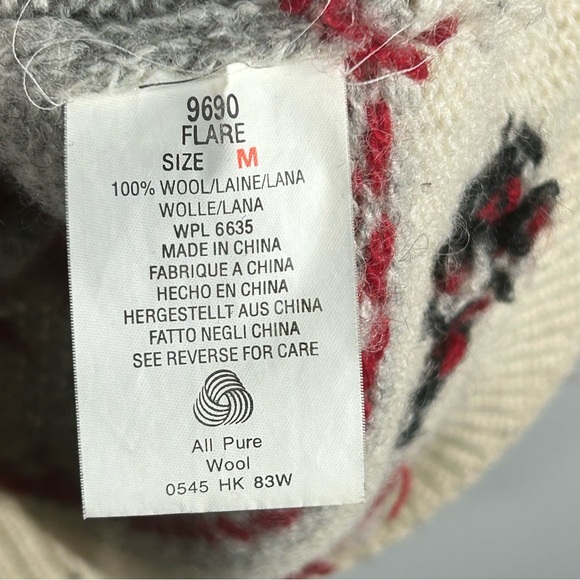 9690
FLARE
SIZE M
100% WOOL/LAINE/LANA
WOLLE/LANA
WPL 6635
MADE IN CHINA
FABRIQUE A CHINA
HECHO EN CHINA
HERGESTELLT AUS CHINA
FATTO NEGLI CHINA
SEE REVERSE FOR CARE
All Pure
Wool
0545 HK 83W